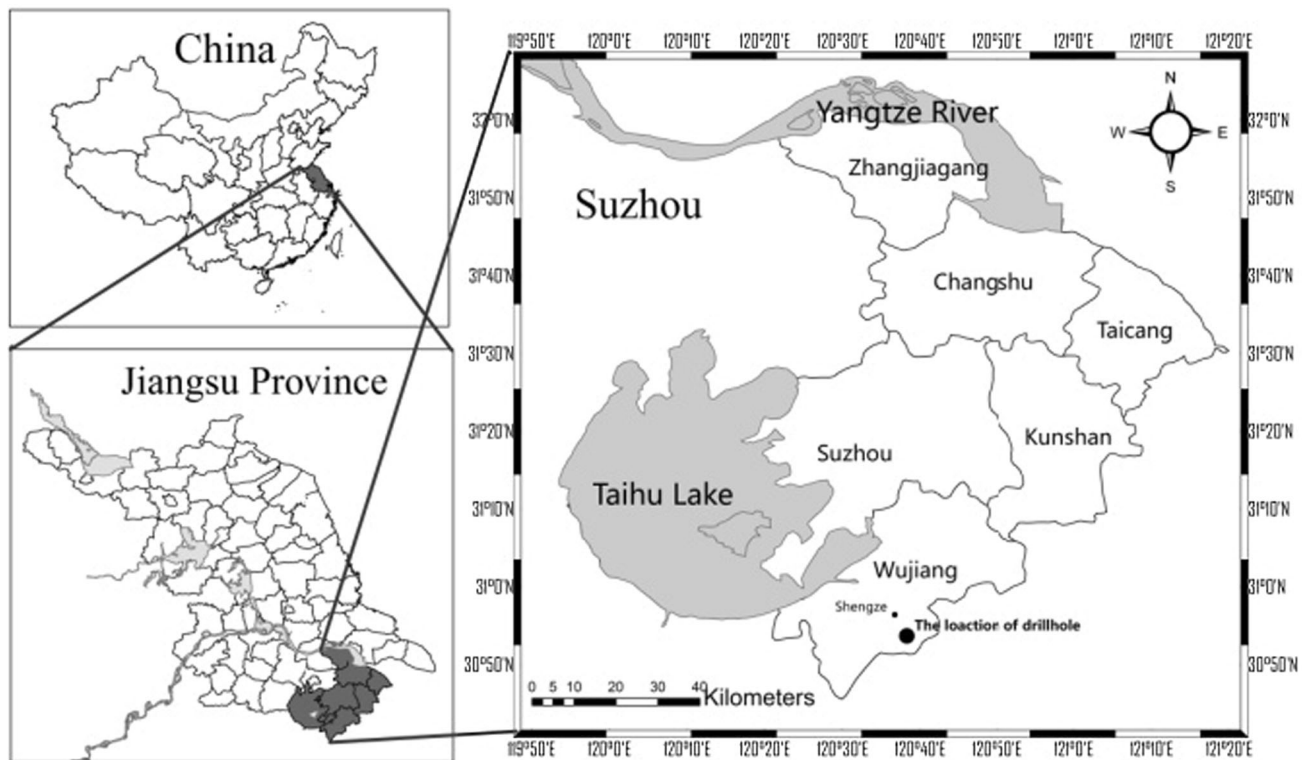 China
Jiangsu Province
119°50'E 120°0'E 120°10'E 120°20'E 120°30'E 120°40'E 120°50'E 121°0'E 121°10'E 121°20'E
N
W E
S
32°0'N
32°0'N
Yangtze River
Zhangjiagang
31°50'N
31°50'N
Suzhou
31°40'N
31°40'N
Changshu
Taicang
31°30'N
31°30'N
31°20'N
31°20'N
Kunshan
Suzhou
Taihu Lake
31°10'N
31°10'N
Wujiang
31°0'N
31°0'N
Shengze
The loaction of drillhole
30°50'N
30°50'N
0 5 10 20 30 40 Kilometers
119°50'E 120°0'E 120°10'E 120°20'E 120°30'E 120°40'E 120°50'E 121°0'E 121°10'E 121°20'E